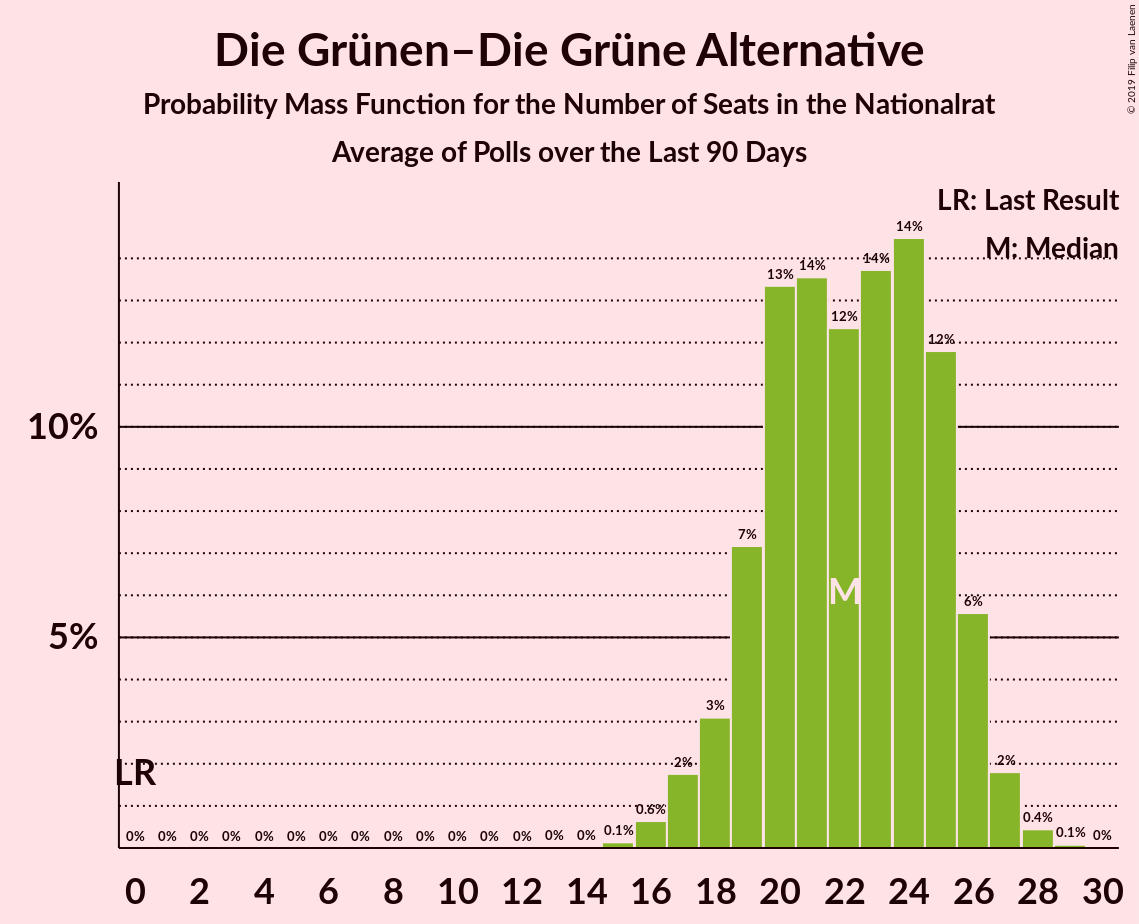 Die Grünen–Die Grüne Alternative
Probability Mass Function for the Number of Seats in the Nationalrat
Average of Polls over the Last 90 Days
© 2019 Filip van Laenen
LR: Last Result
M: Median
14%
14%
14%
13%
12%
12%
10%
7%
M
6%
5%
3%
2%
2%
LR
0.6%
0.4%
0% 0% 0% 0% 0% 0% 0% 0% 0% 0% 0% 0% 0% 0% 0% 0.1% 0.1% 0%
0 2 4 6 8 10 12 14 16 18 20 22 24 26 28 30